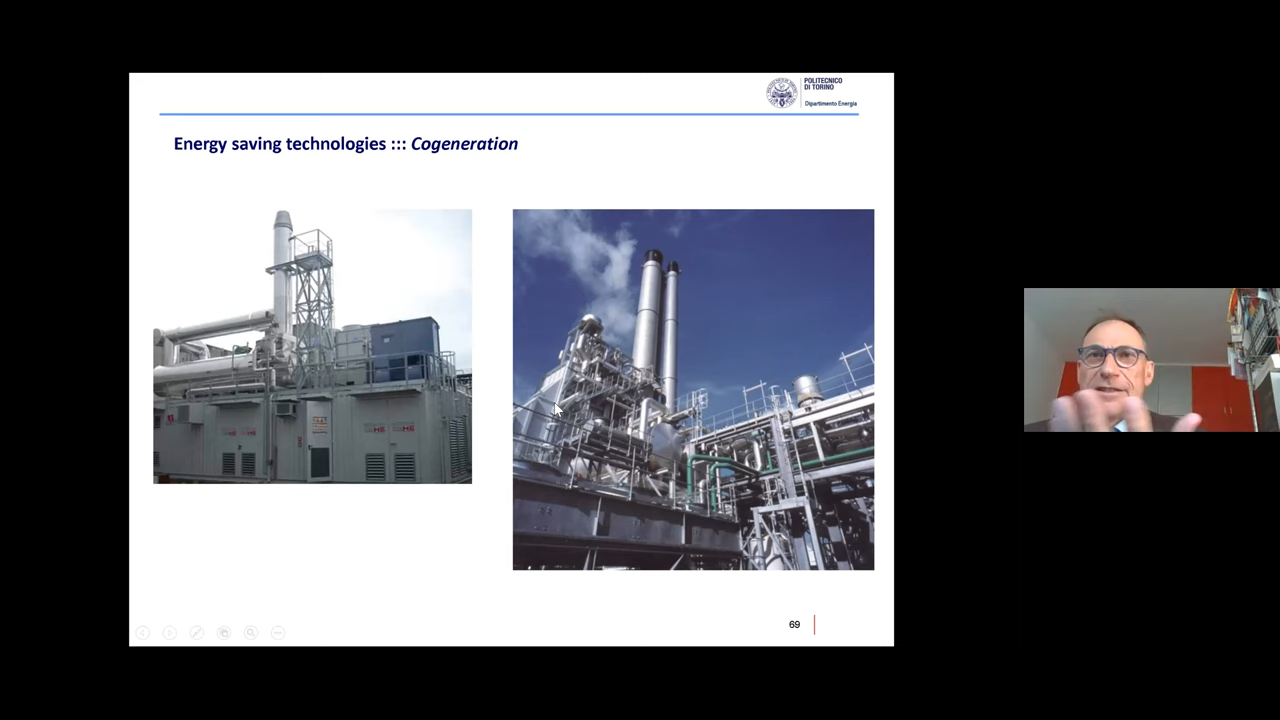 POLITECNICO
DI TORINO
Dipartimento Energia
Energy saving technologies ::: Cogeneration
69